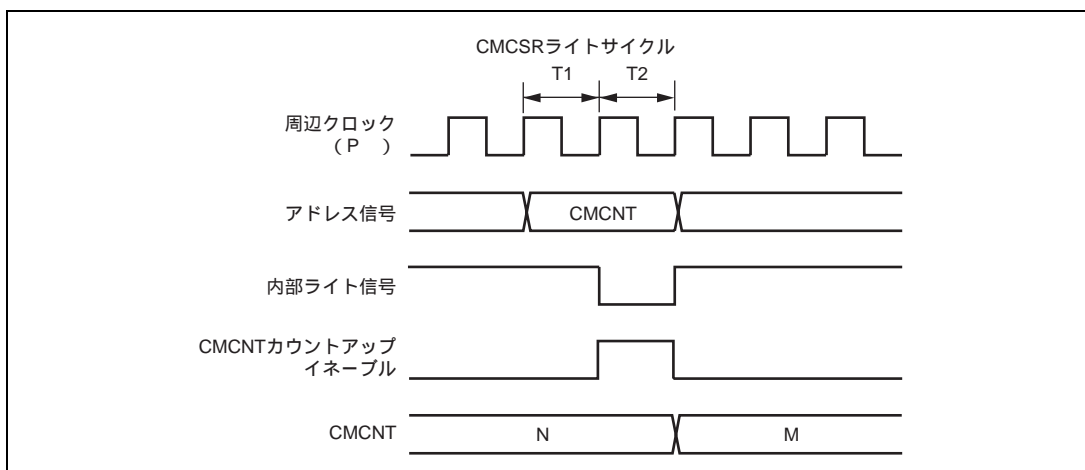 CMCSRライトサイクル
T1 T2
周辺クロック
（P　）
アドレス信号
CMCNT
内部ライト信号
CMCNTカウントアップ
イネーブル
CMCNT
N
M